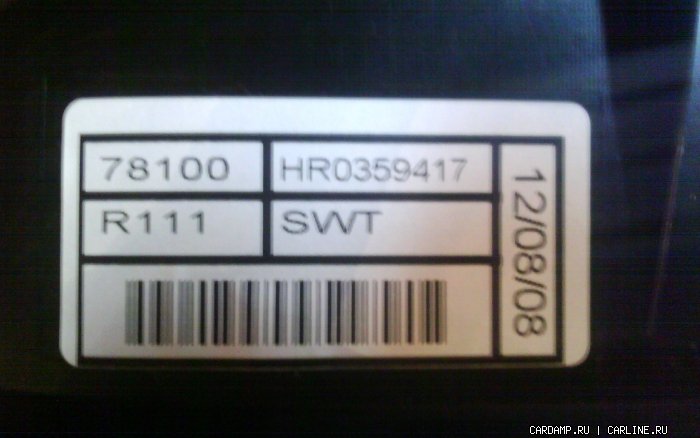 78100
HR0359417
R111
SWT
12/08/08
CARDAMP.RU | CARLINE.RU